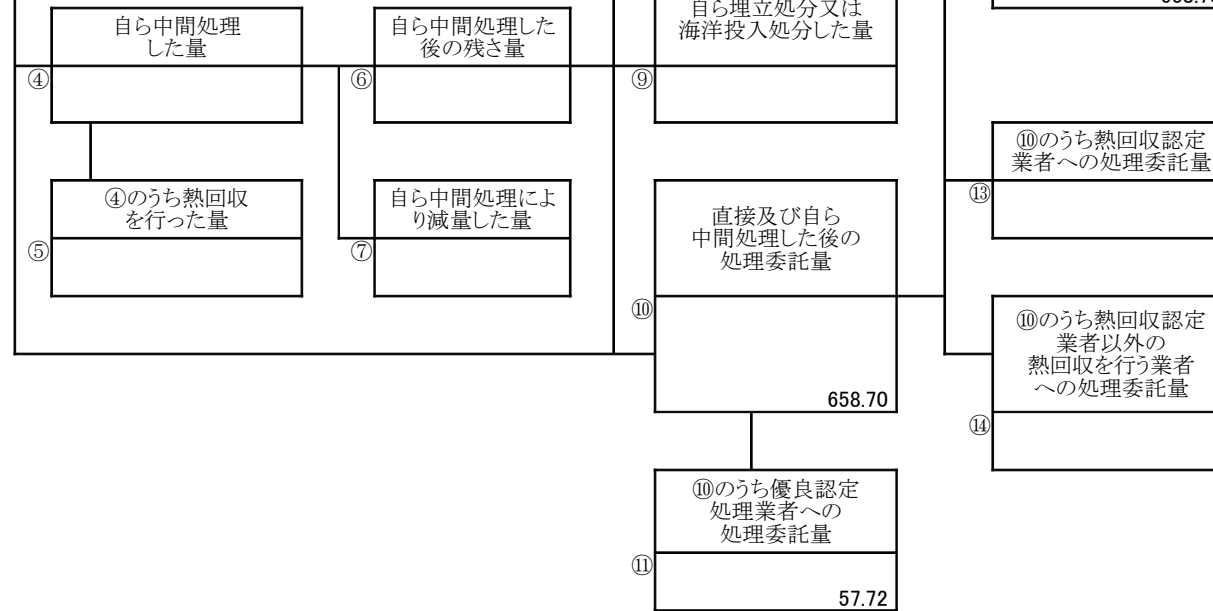 自ら中間処理
した量
④
自ら中間処理した
後の残さ量
⑥
自ら埋立処分又は
海洋投入処分した量
⑨
④のうち熱回収
を行った量
⑤
自ら中間処理によ
り減量した量
⑦
直接及び自ら
中間処理した後の
処理委託量
⑩
658.70
⑩のうち優良認定
処理業者への
処理委託量
⑪
57.72
⑩のうち熱回収認定
業者への処理委託量
⑬
⑩のうち熱回収認定
業者以外の
熱回収を行う業者
への処理委託量
⑭